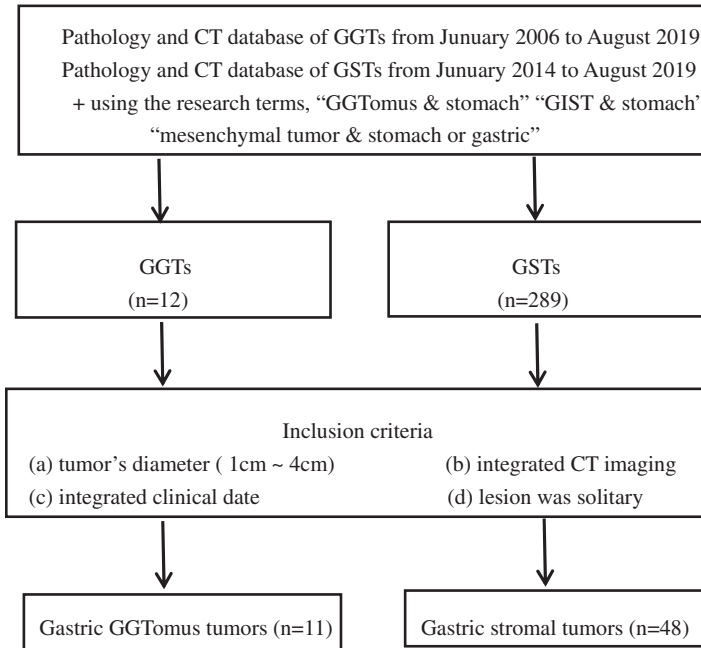 Pathology and CT database of GGTs from Junuary 2006 to August 2019
Pathology and CT database of GSTs from Junuary 2014 to August 2019
+ using the research terms, “GGTomus & stomach” “GIST & stomach”
“mesenchymal tumor & stomach or gastric”
GGTs
(n=12)
GSTs
(n=289)
Inclusion criteria
(a) tumor’s diameter ( 1cm ~ 4cm)
(b) integrated CT imaging
(c) integrated clinical date
(d) lesion was solitary
Gastric GGTomus tumors (n=11)
Gastric stromal tumors (n=48)